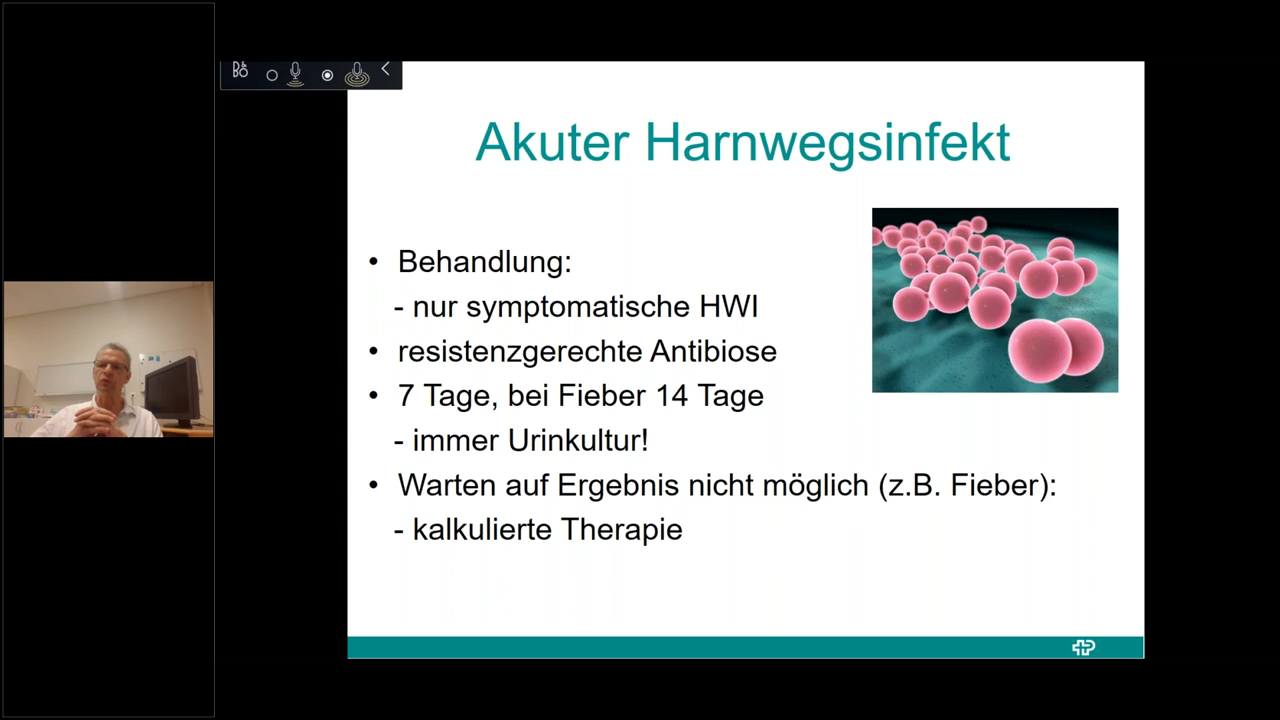 Akuter Harnwegsinfekt
• Behandlung:
- nur symptomatische HWI
• resistenzgerechte Antibiose
• 7 Tage, bei Fieber 14 Tage
- immer Urinkultur!
• Warten auf Ergebnis nicht möglich (z.B. Fieber):
- kalkulierte Therapie